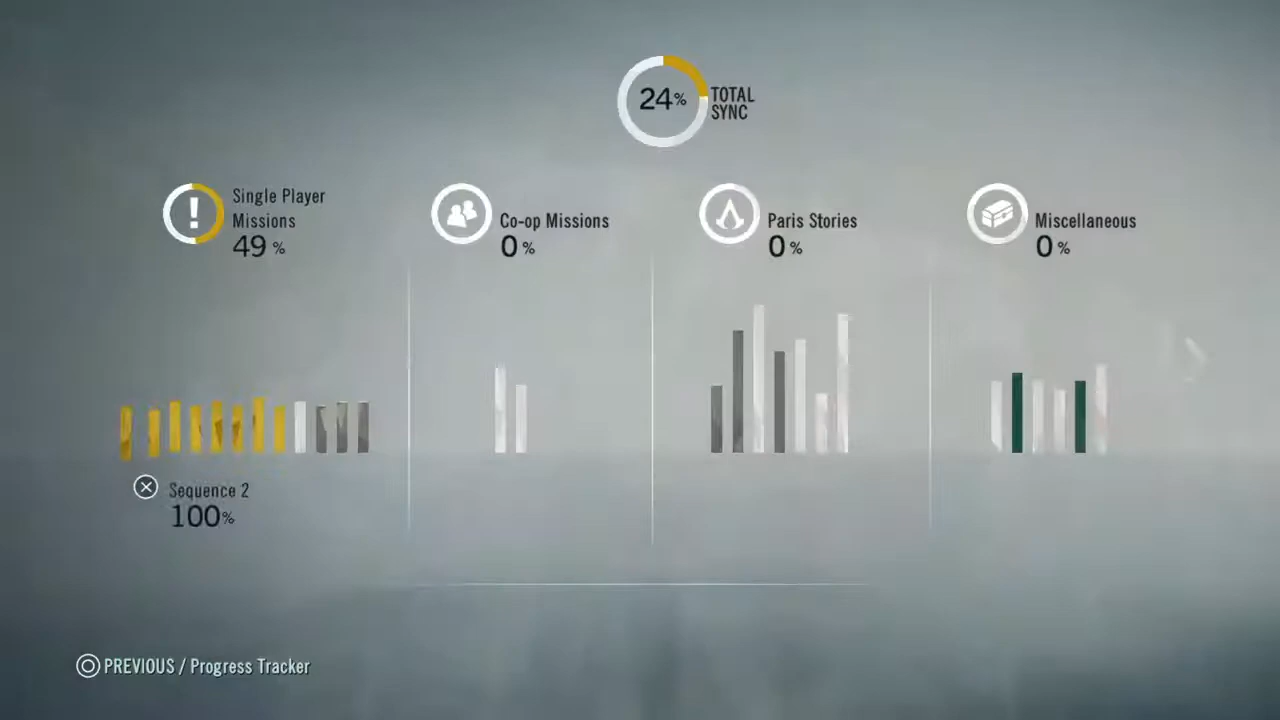 24%
TOTAL
SYNC
Single Player
Missions
49 %
Co-op Missions
0 %
Paris Stories
0 %
Miscellaneous
0 %
Sequence 2
100%
PREVIOUS / Progress Tracker